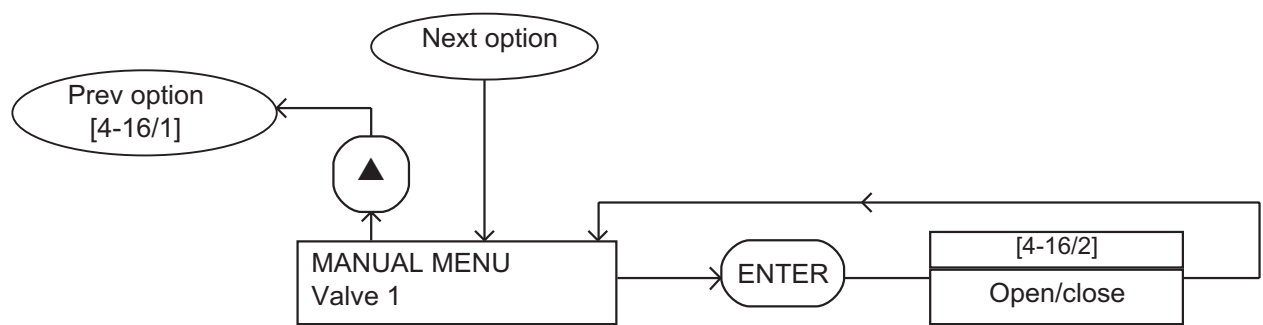 Next option
Prev option
[4-16/1]
▲
MANUAL MENU
Valve 1
ENTER
[4-16/2]
Open/close